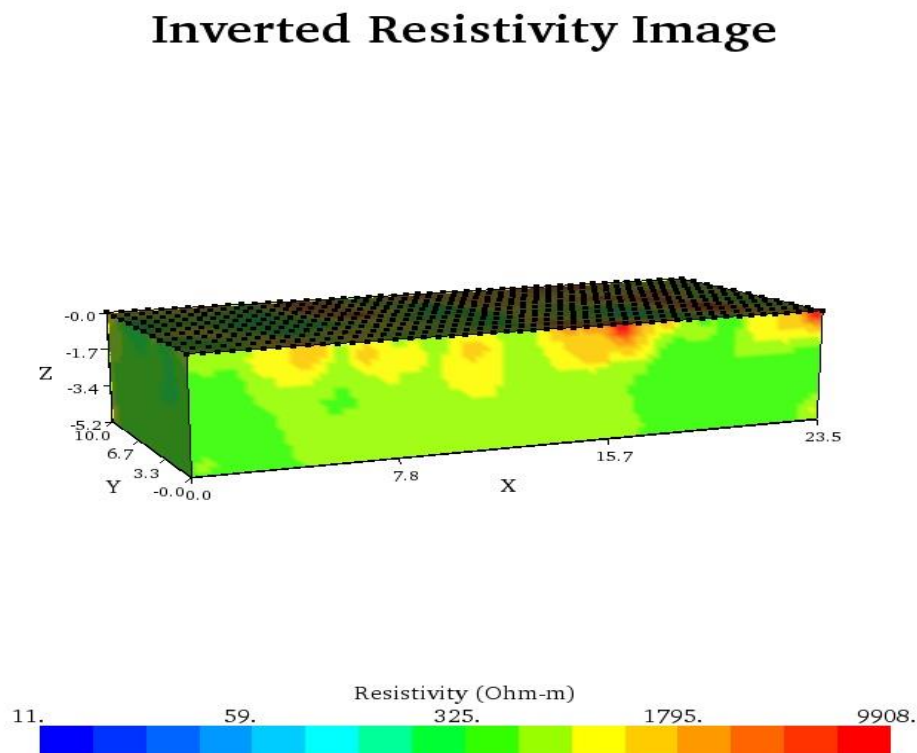 Inverted Resistivity Image
-0.0
-1.7
Z
-3.4
-5.2
10.0
6.7
3.3
Y
-0.0 0.0
7.8
X
15.7
23.5
Resistivity (Ohm-m)
11. 59. 325. 1795. 9908.